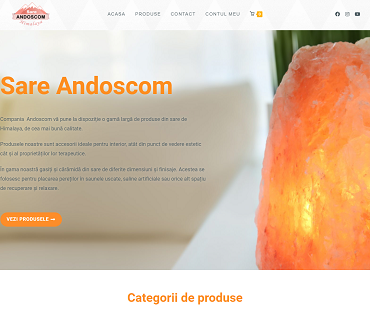 Sare
ANDOSCOM
Himalaya
ACASA PRODUSE CONTACT CONTUL MEU 0
Sare Andoscom
Compania Andoscom vă pune la dispoziție o gamă largă de produse din sare de
Himalaya, de cea mai bună calitate.
Produsele noastre sunt accesorii ideale pentru interior, atât din punct de vedere estetic
cât și al proprietăților lor terapeutice.
În gama noastră găsiți și cărămidă din sare de diferite dimensiuni și finisaje. Acestea se
folosesc pentru placarea pereților în saunele uscate, saline artificiale sau orice alt spațiu
de recuperare și relaxare.
VEZI PRODUSELE
Categorii de produse